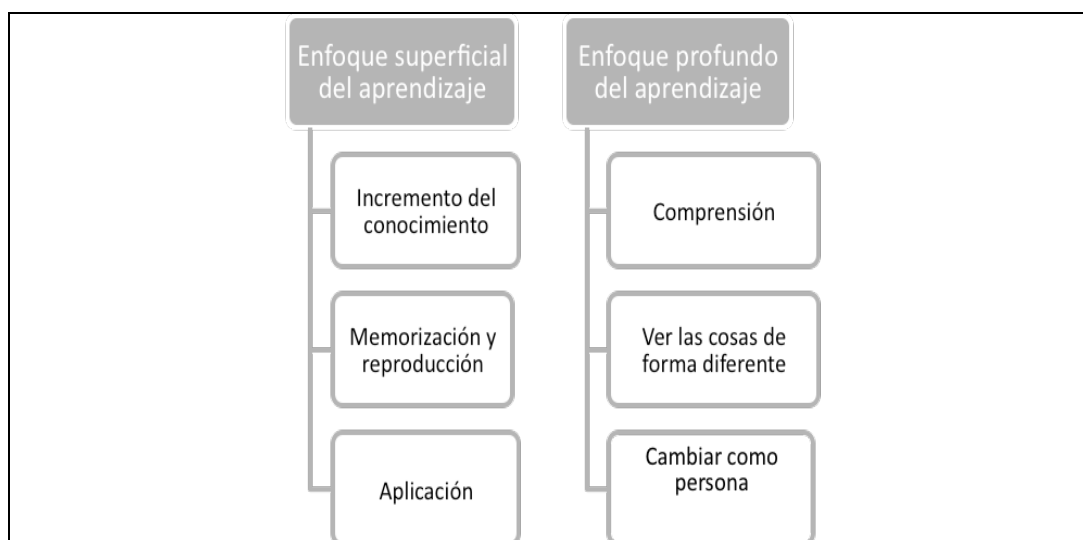 Enfoque superficial
del aprendizaje
Incremento del
conocimiento
Memorización y
reproducción
Aplicación
Enfoque profundo
del aprendizaje
Comprensión
Ver las cosas de
forma diferente
Cambiar como
persona